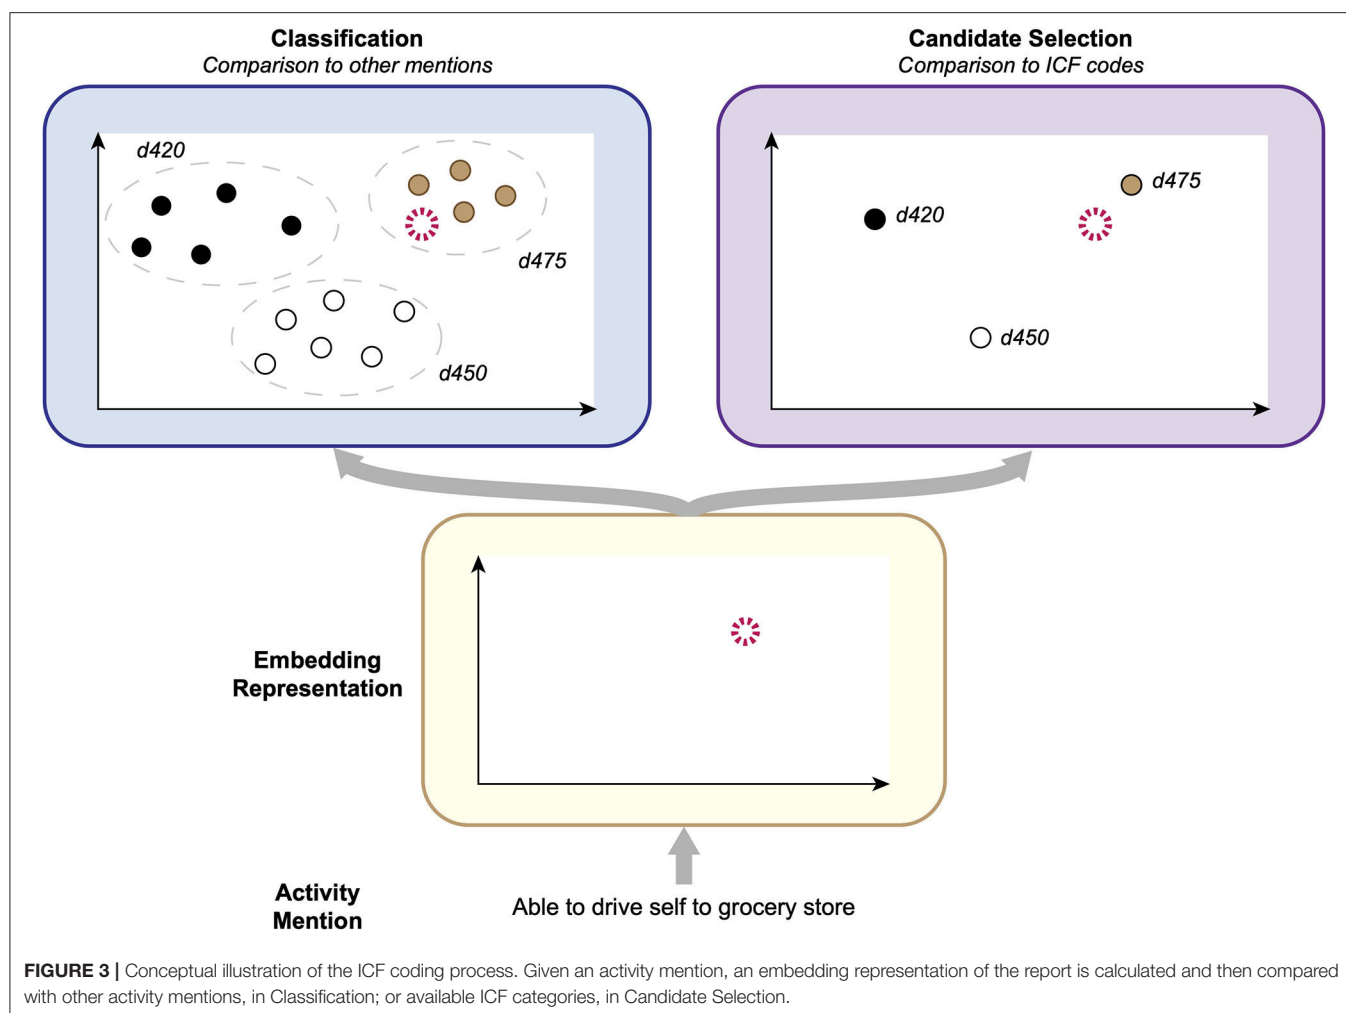 Classification
Comparison to other mentions
Candidate Selection
Comparison to ICF codes
d420
d475
d450
d475
d420
d450
Embedding
Representation
Activity
Mention
Able to drive self to grocery store
FIGURE 3 | Conceptual illustration of the ICF coding process. Given an activity mention, an embedding representation of the report is calculated and then compared
with other activity mentions, in Classification; or available ICF categories, in Candidate Selection.